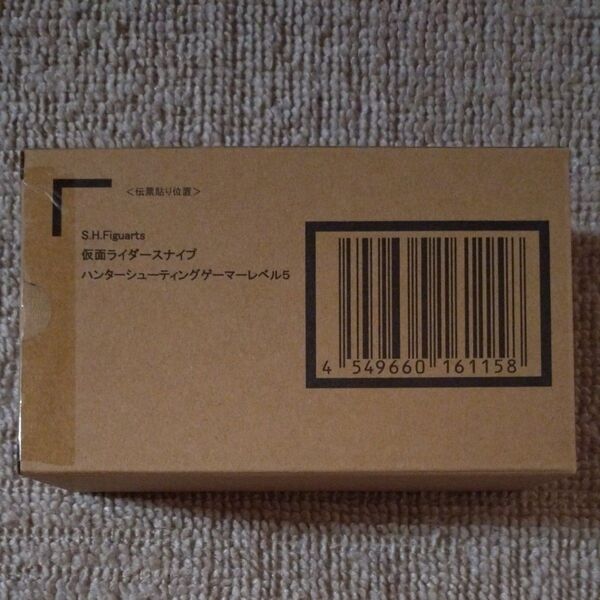 ＜伝票貼り位置＞
S.H.Figuarts
仮面ライダースナイプ
ハンターシューティングゲーマーレベル5
4 549660 161158